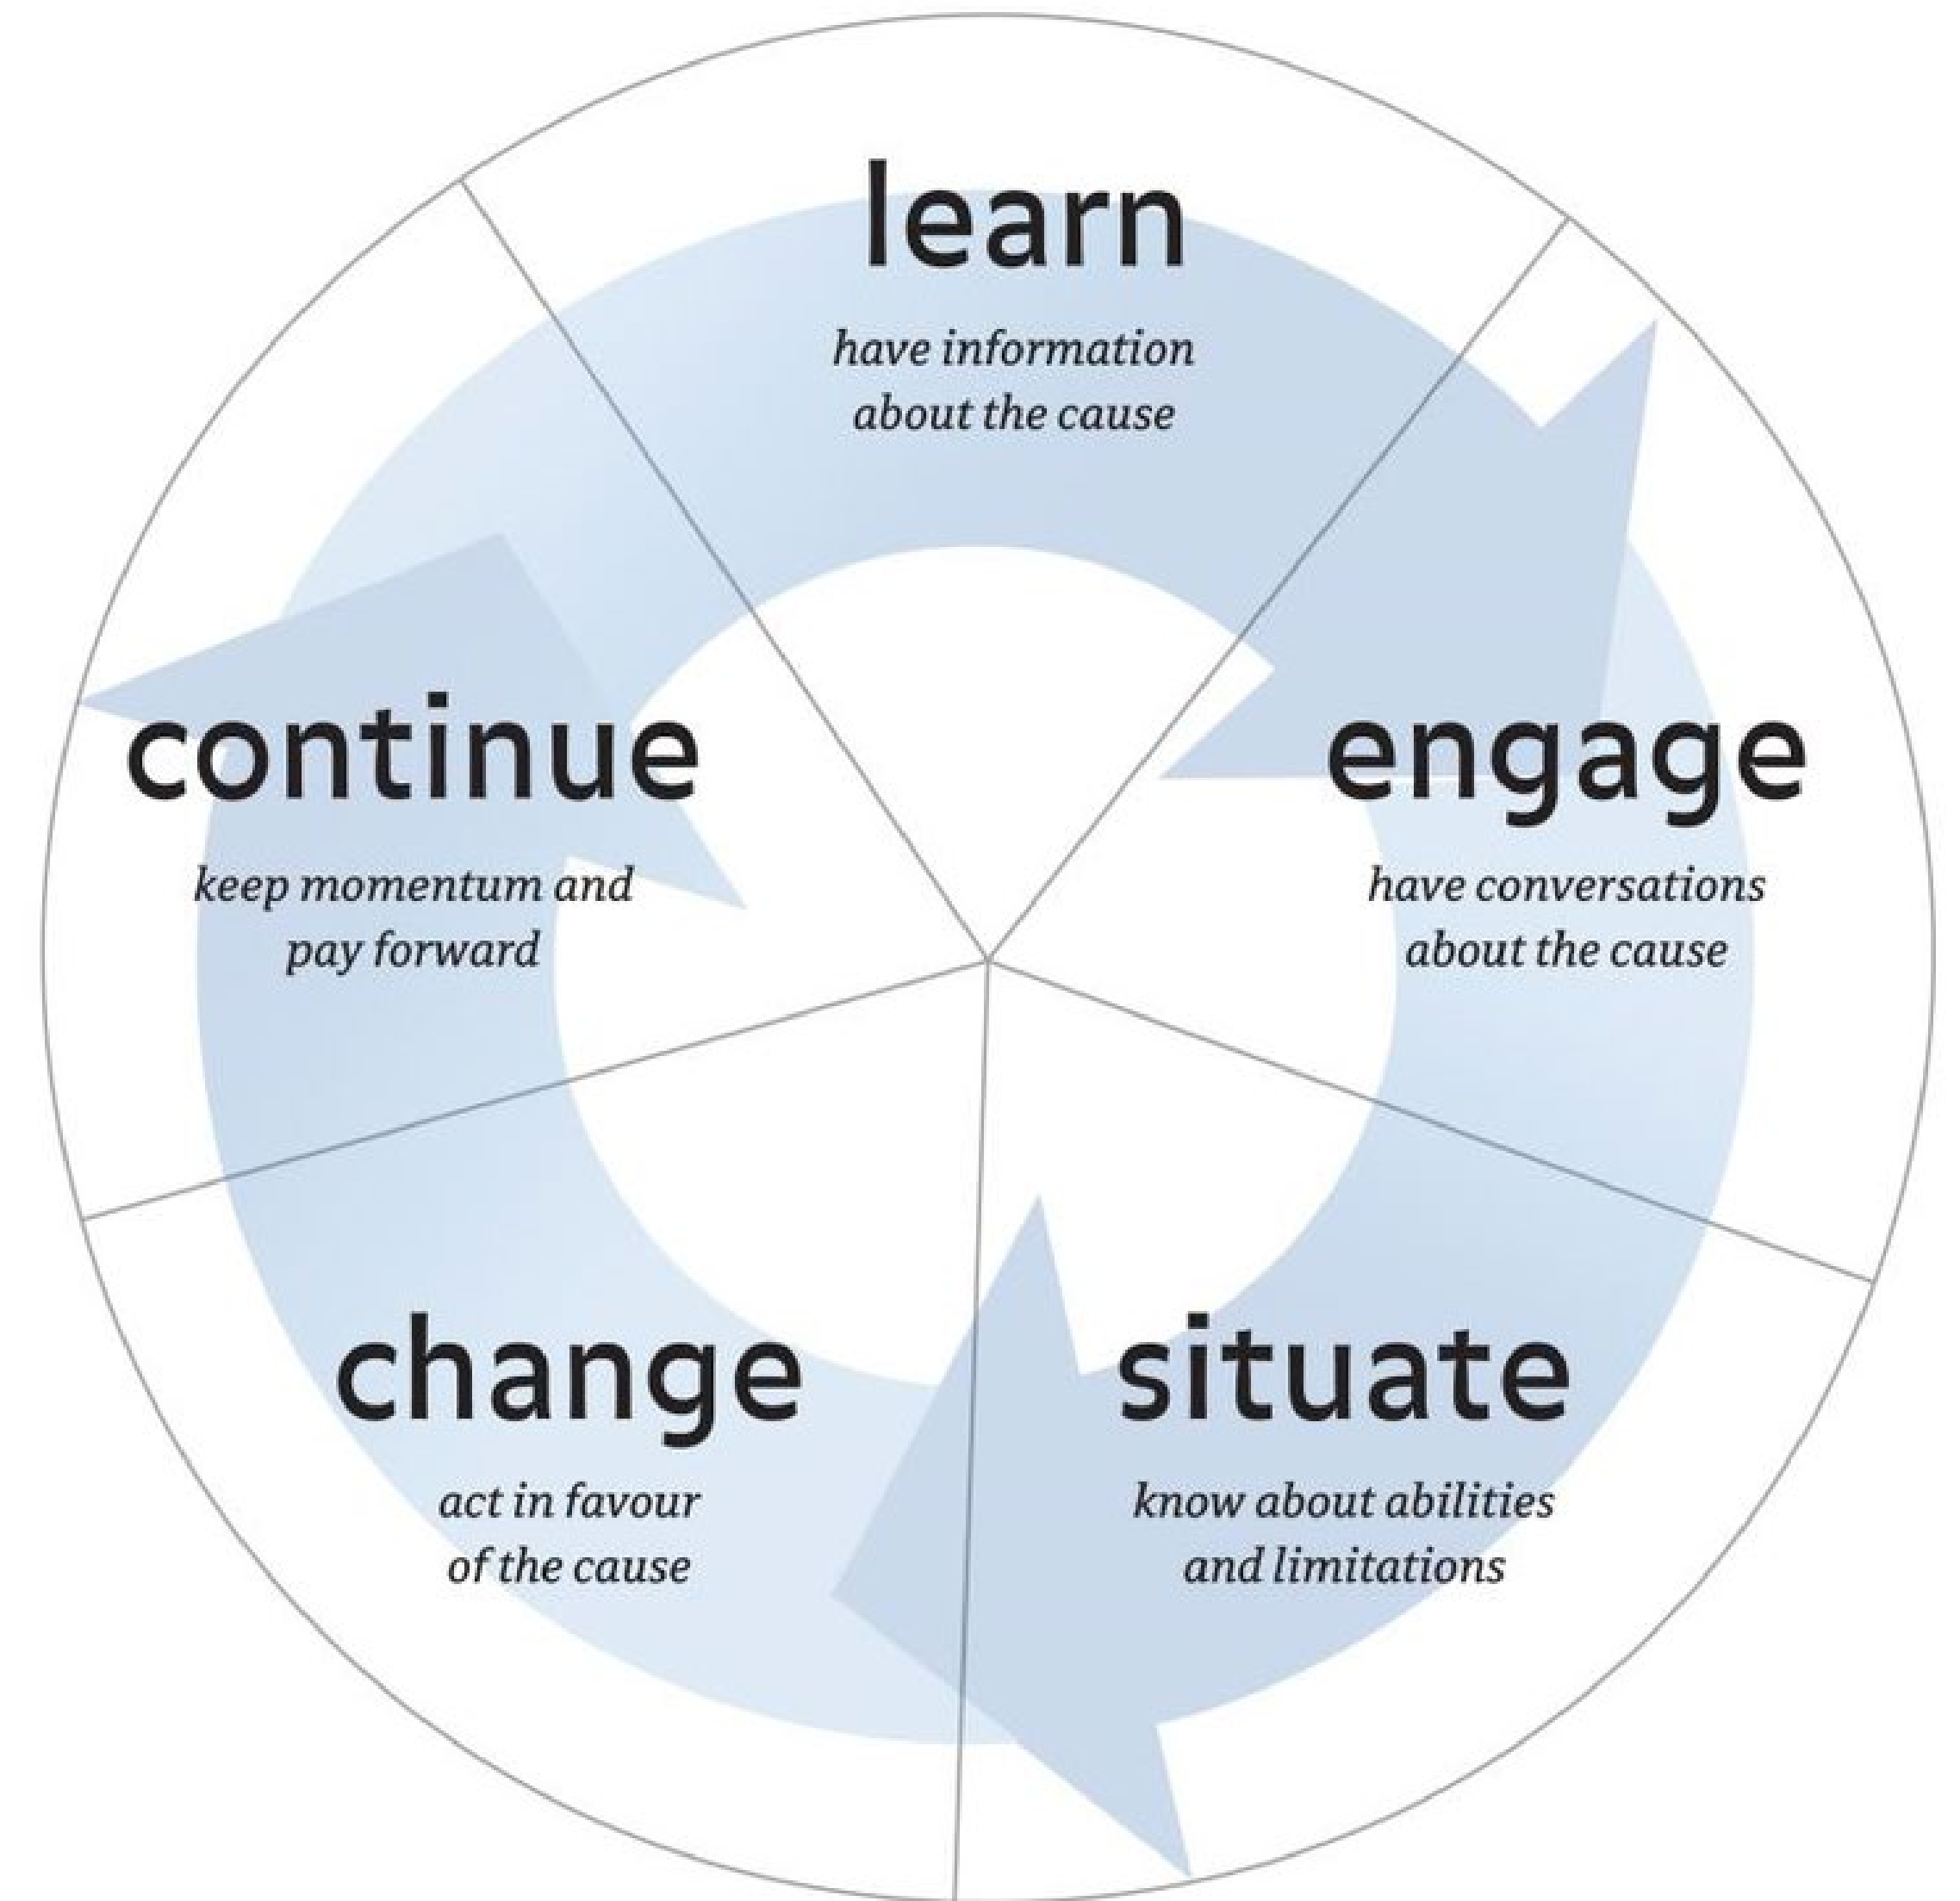 learn
have information
about the cause
engage
have conversations
about the cause
situate
know about abilities
and limitations
change
act in favour
of the cause
continue
keep momentum and
pay forward